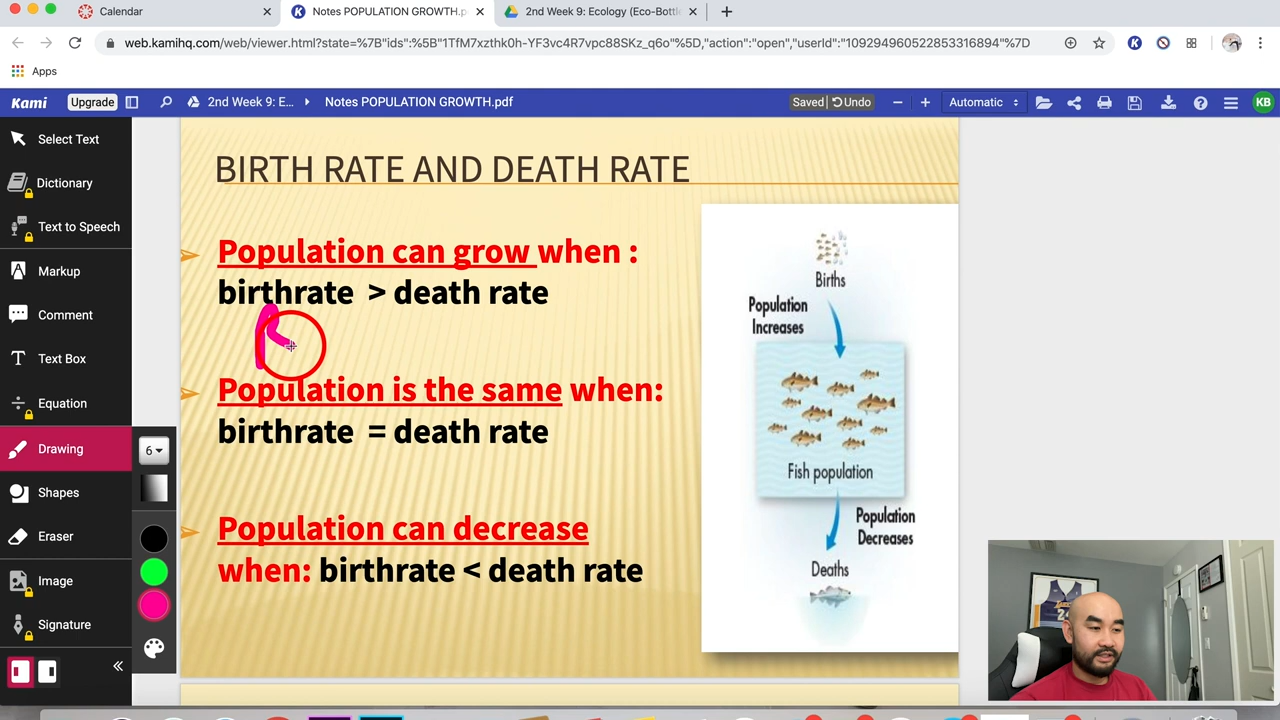 Calendar
Notes POPULATION GROWTH.p
2nd Week 9: Ecology (Eco-Bottl
web.kamihq.com/web/viewer.html?state=%7B"ids":%5B"1TfM7xzthk0h-YF3vc4R7vpc88SKz_q6o"%5D,"action":"open","userId":"109294960522853316894"%7D
Apps
Kami
Upgrade
2nd Week 9: E...
Notes POPULATION GROWTH.pdf
Saved
Undo
Automatic
KB
Select Text
Dictionary
Text to Speech
Markup
Comment
Text Box
Equation
Drawing
Shapes
Eraser
Image
Signature
6
BIRTH RATE AND DEATH RATE
Population can grow when :
birthrate > death rate
Population is the same when:
birthrate = death rate
Population can decrease
when: birthrate < death rate
Births
Population
Increases
Fish population
Population
Decreases
Deaths